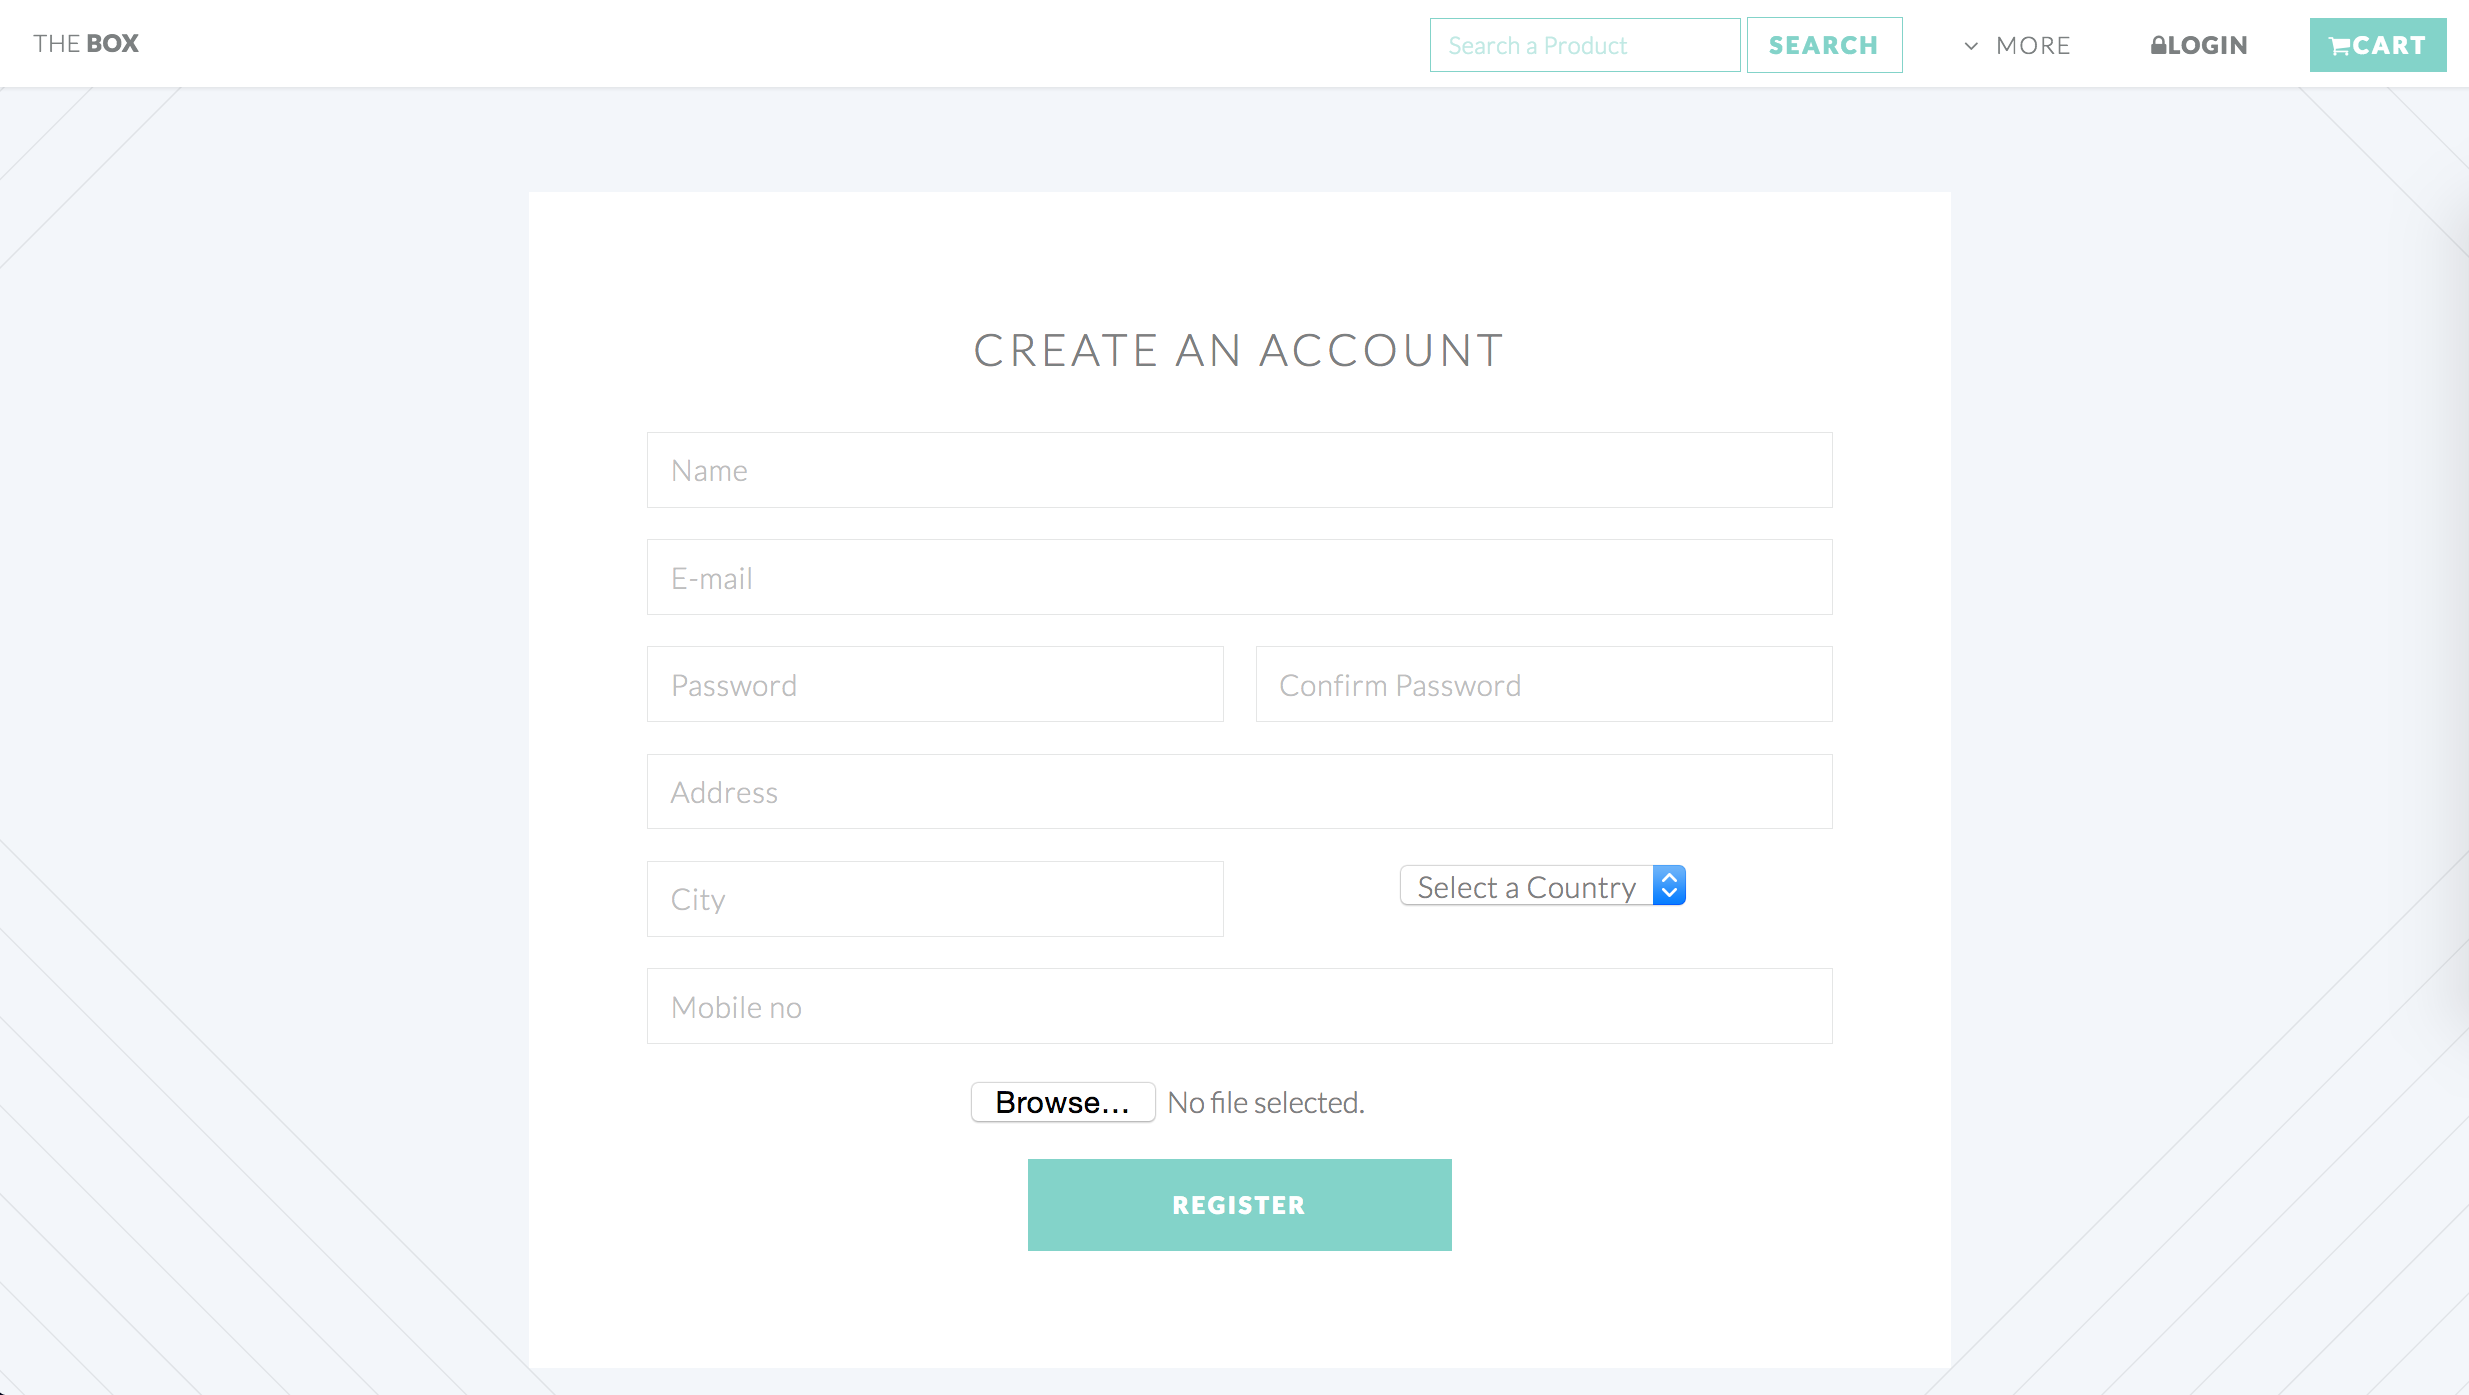 THE BOX
Search a Product
SEARCH
MORE
LOGIN
CART
CREATE AN ACCOUNT
Name
E-mail
Password
Confirm Password
Address
City
Select a Country
Mobile no
Browse...
No file selected.
REGISTER